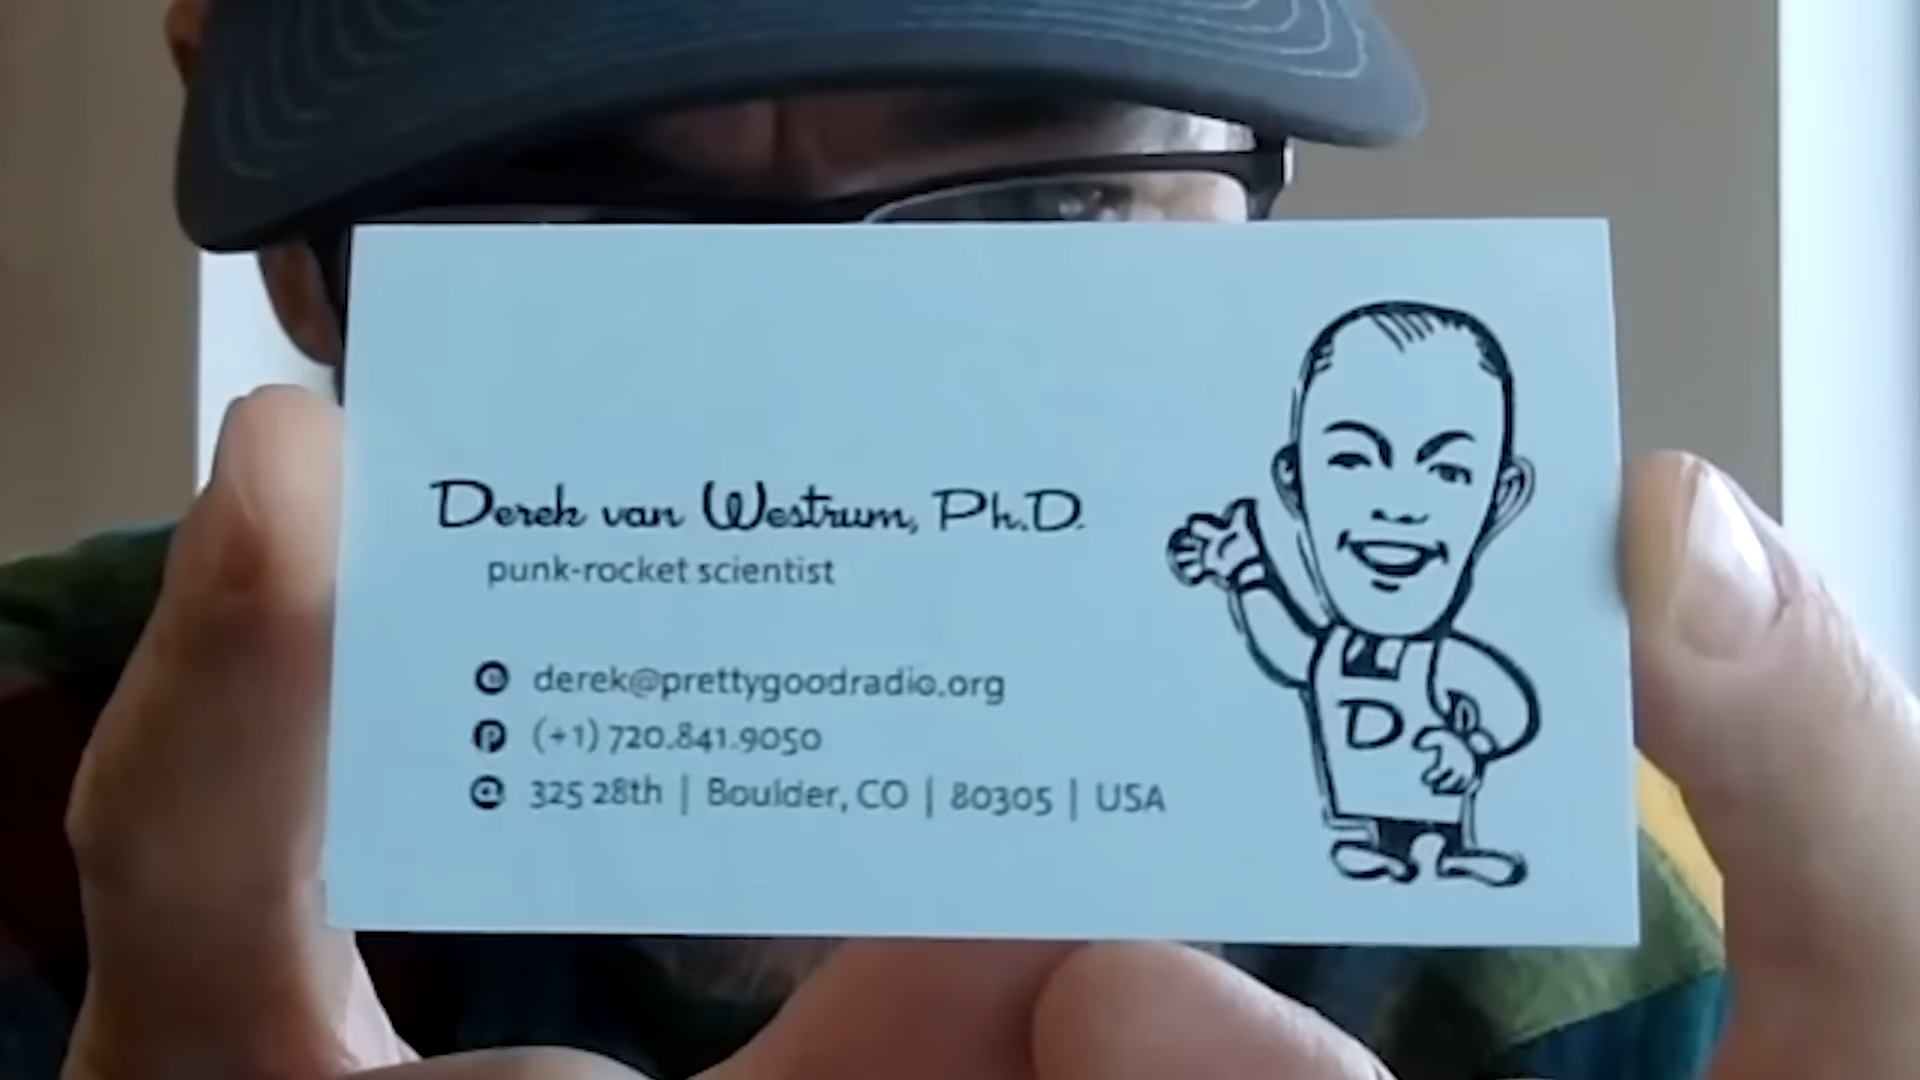 Derek van Westrum, Ph.D.
punk-rocket scientist
e derek@prettygoodradio.org
p (+1) 720.841.9050
a 325 28th | Boulder, CO | 80305 | USA
D